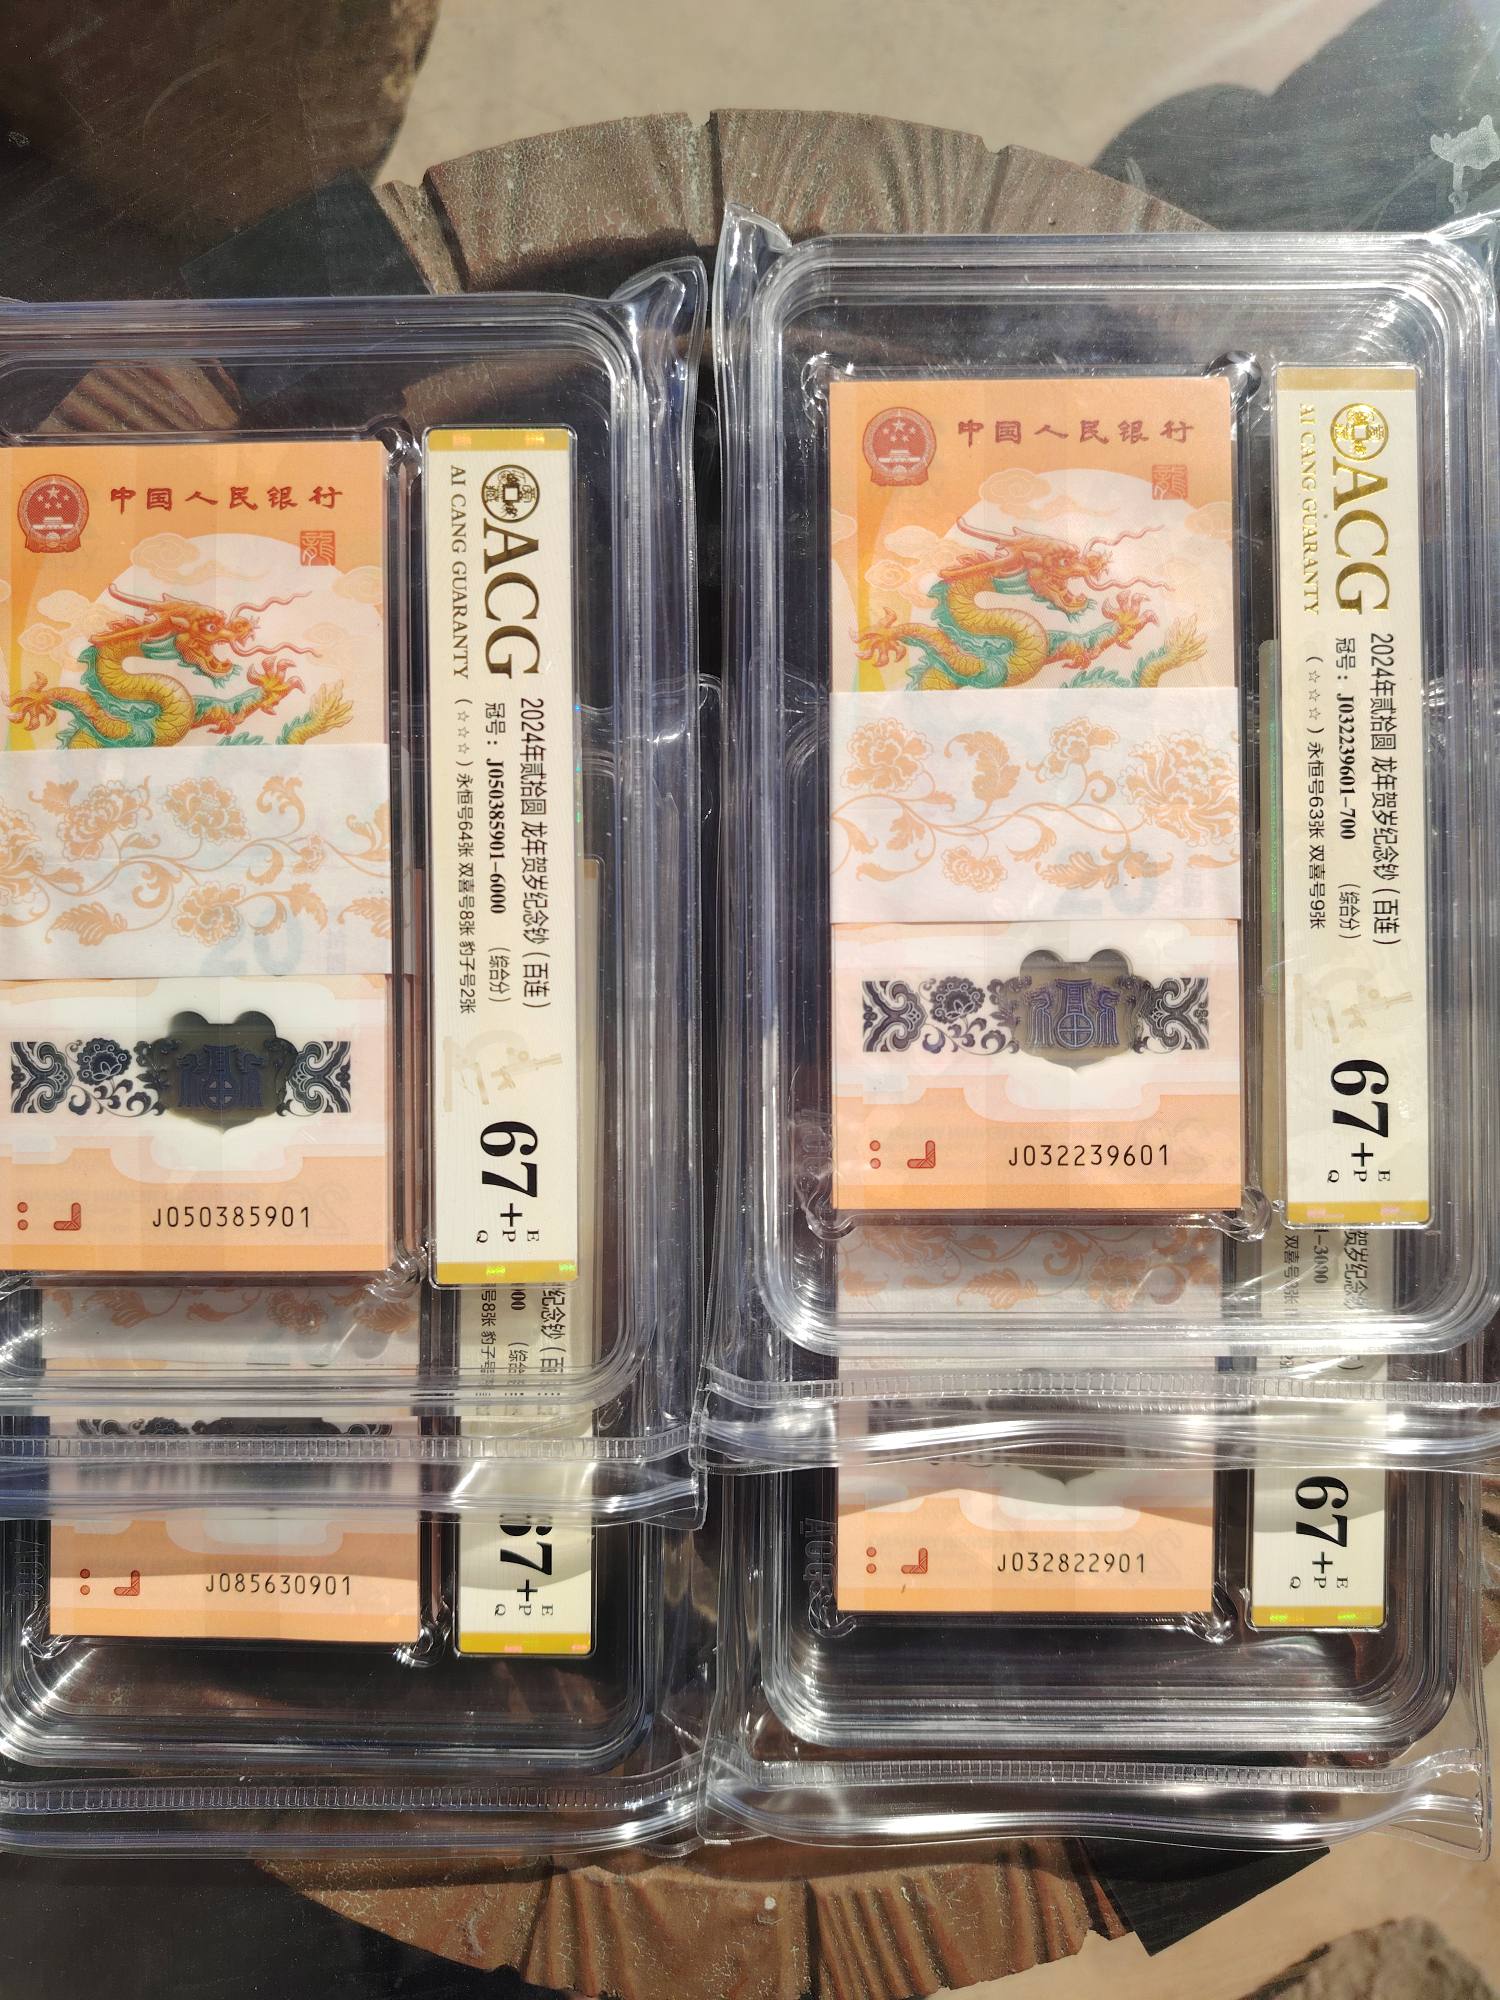 中国人民银行
龍
J050385901
ACG
AI CANG GUARANTY
2024年贰拾圆 龙年贺岁纪念钞（百连）
冠号：J050385901-6000 （综合分）
（☆☆☆）永恒号64张 双喜号8张 豹子号2张
67+
E
P
Q
中国人民银行
龍
J032239601
ACG
AI CANG GUARANTY
2024年贰拾圆 龙年贺岁纪念钞（百连）
冠号：J032239601-700 （综合分）
（☆☆☆）永恒号63张 双喜号9张
67+
E
P
Q
J085630901
67+
E
P
Q
J032822901
67+
E
P
Q